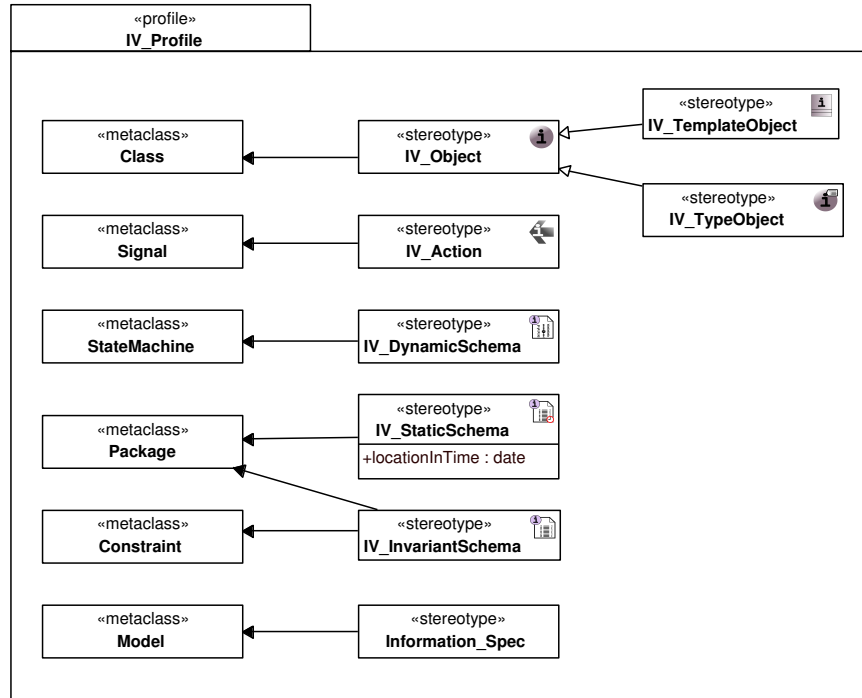 «profile»
IV_Profile
«metaclass»
Class
«stereotype»
IV_Object
i
«stereotype»
IV_TemplateObject
i
«stereotype»
IV_TypeObject
i
«metaclass»
Signal
«stereotype»
IV_Action
i
«metaclass»
StateMachine
«stereotype»
IV_DynamicSchema
i
«metaclass»
Package
«stereotype»
IV_StaticSchema
i
+locationInTime : date
«metaclass»
Constraint
«stereotype»
IV_InvariantSchema
i
«metaclass»
Model
«stereotype»
Information_Spec